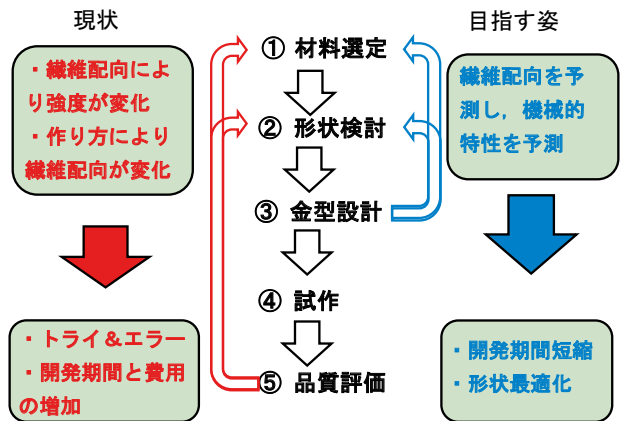 現状
・繊維配向によ
り強度が変化
・作り方により
繊維配向が変化
・トライ＆エラー
・開発期間と費用
の増加
① 材料選定
② 形状検討
③ 金型設計
④ 試作
⑤ 品質評価
目指す姿
繊維配向を予
測し，機械的
特性を予測
・開発期間短縮
・形状最適化